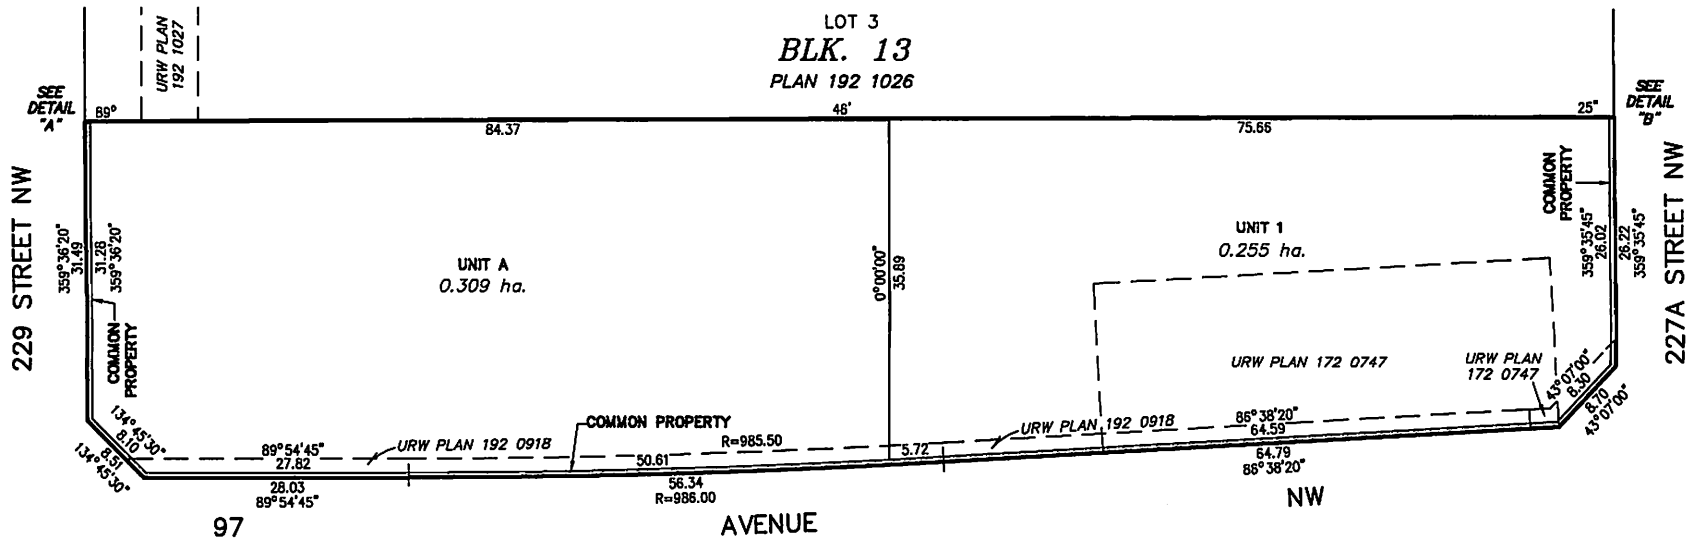 LOT 3
BLK. 13
PLAN 192 1026
URW PLAN
192 1027
SEE
DETAIL
"A"
SEE
DETAIL
"B"
89°
46'
25"
84.37
75.66
229 STREET NW
359°36'20"
31.49
31.28
359°36'20"
COMMON
PROPERTY
UNIT A
0.309 ha.
0°00'00"
35.89
UNIT 1
0.255 ha.
COMMON
PROPERTY
359°35'45"
26.02
26.22
359°35'45"
227A STREET NW
URW PLAN 172 0747
URW PLAN
172 0747
43°07'00"
8.30
8.70
43°07'00"
134°45'30"
8.10
8.51
134°45'30"
89°54'45"
27.82
URW PLAN 192 0918
COMMON PROPERTY
R=985.50
50.61
5.72
URW PLAN 192 0918
86°38'20"
64.59
28.03
89°54'45"
56.34
R=986.00
64.79
86°38'20"
97
AVENUE
NW